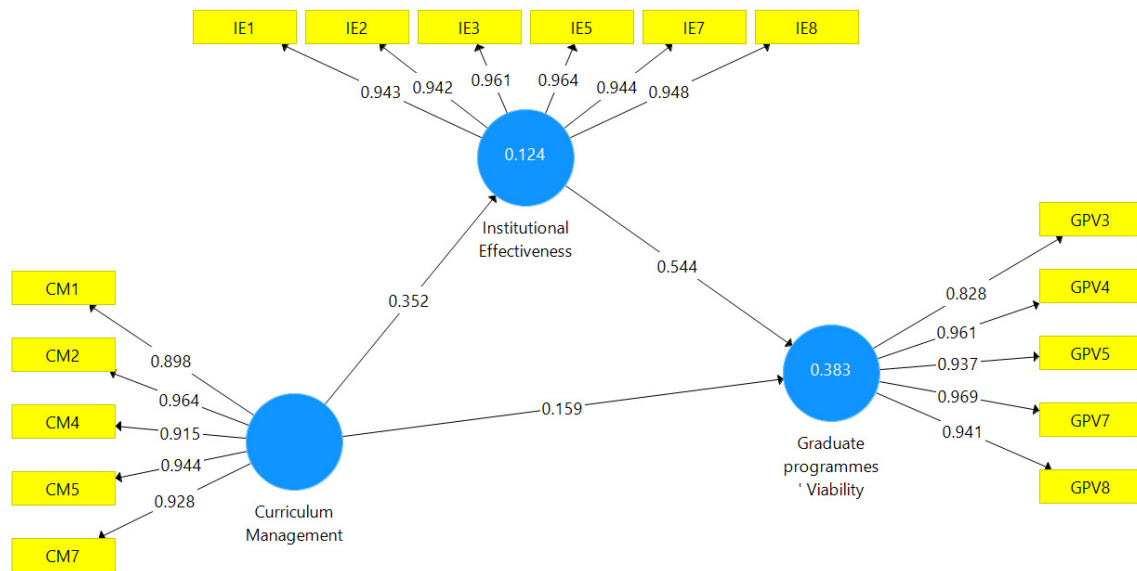 IE1 IE2 IE3 IE5 IE7 IE8
0.943 0.942 0.961 0.964 0.944 0.948
0.124
Institutional
Effectiveness
0.352
0.544
CM1
CM2
CM4
CM5
CM7
0.898
0.964
0.915
0.944
0.928
Curriculum
Management
0.159
0.383
Graduate
programmes
' Viability
0.828
0.961
0.937
0.969
0.941
GPV3
GPV4
GPV5
GPV7
GPV8